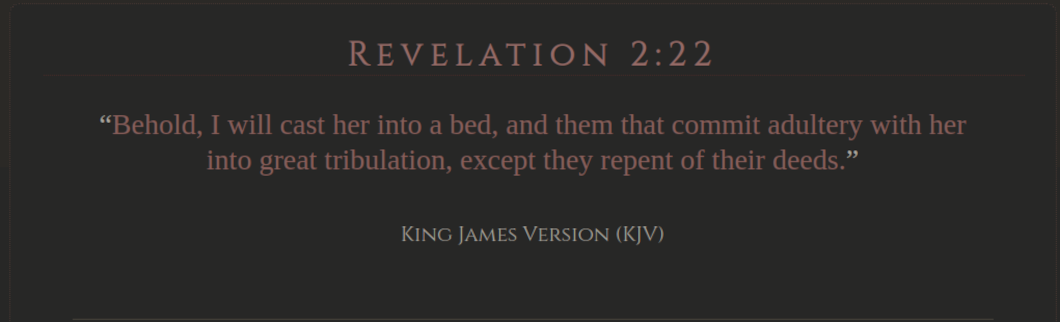 Revelation 2:22
“Behold, I will cast her into a bed, and them that commit adultery with her
into great tribulation, except they repent of their deeds.”
King James Version (KJV)